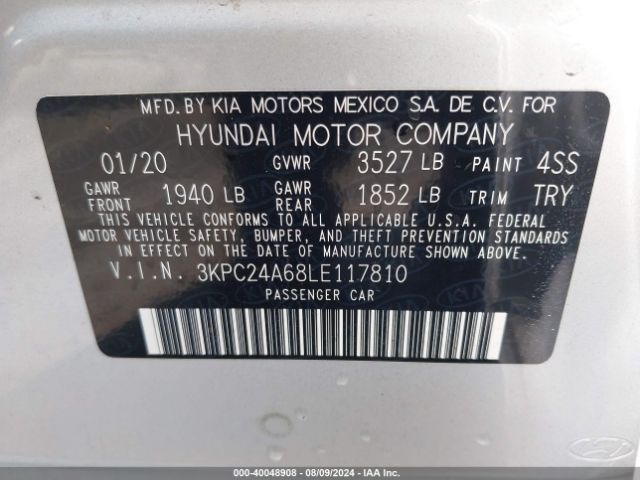 MFD. BY KIA MOTORS MEXICO S.A. DE C.V. FOR
HYUNDAI MOTOR COMPANY
01/20 GVWR 3527 LB PAINT 4SS
GAWR FRONT 1940 LB GAWR REAR 1852 LB TRIM TRY
THIS VEHICLE CONFORMS TO ALL APPLICABLE U.S.A. FEDERAL
MOTOR VEHICLE SAFETY, BUMPER, AND THEFT PREVENTION STANDARDS
IN EFFECT ON THE DATE OF MANUFACTURE SHOWN ABOVE.
V.I.N. 3KPC24A68LE117810
PASSENGER CAR
000-40048908 - 08/09/2024 - IAA Inc.